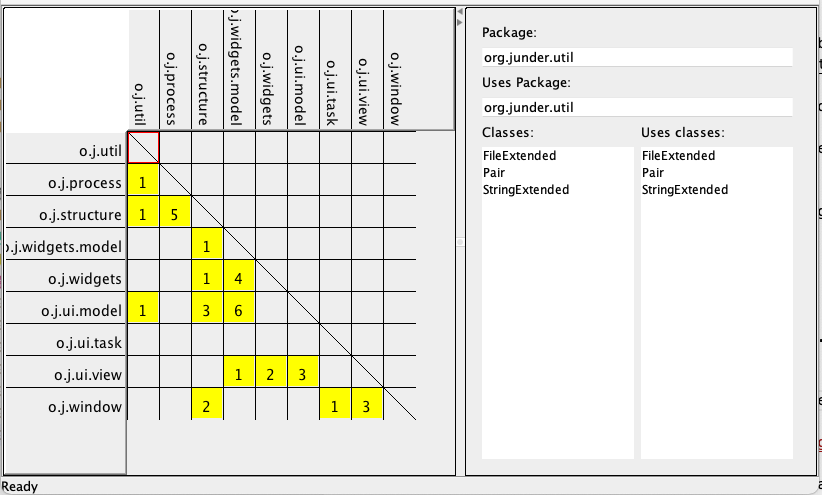 o.j.util
o.j.process
o.j.structure
o.j.widgets.model
o.j.widgets
o.j.ui.model
o.j.ui.task
o.j.ui.view
o.j.window
o.j.util
o.j.process 1
o.j.structure 1 5
o.j.widgets.model 1
o.j.widgets 1 4
o.j.ui.model 1 3 6
o.j.ui.task
o.j.ui.view 1 2 3
o.j.window 2 1 3
Package:
org.junder.util
Uses Package:
org.junder.util
Classes: Uses classes:
FileExtended FileExtended
Pair Pair
StringExtended StringExtended
Ready